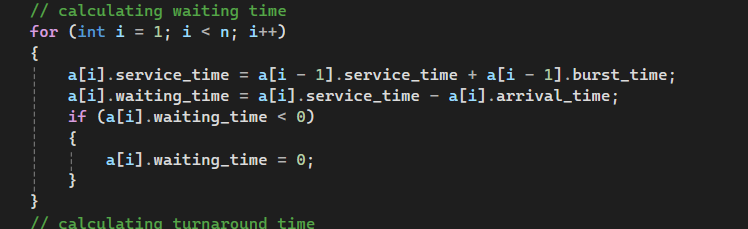 // calculating waiting time
for (int i = 1; i < n; i++)
{
a[i].service_time = a[i - 1].service_time + a[i - 1].burst_time;
a[i].waiting_time = a[i].service_time - a[i].arrival_time;
if (a[i].waiting_time < 0)
{
a[i].waiting_time = 0;
}
}
// calculating turnaround time